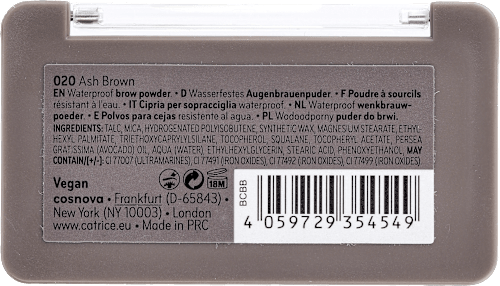 020 Ash Brown
EN Waterproof brow powder. • D Wasserfestes Augenbrauenpuder. • F Poudre à sourcils
résistant à l'eau. • IT Cipria per sopracciglia waterproof. • NL Waterproof wenkbrauw-
poeder. • E Polvos para cejas resistente al agua. • PL Wodoodporny puder do brwi.
INGREDIENTS: TALC, MICA, HYDROGENATED POLYISOBUTENE, SYNTHETIC WAX, MAGNESIUM STEARATE, ETHYL-
HEXYL PALMITATE, TRIETHOXYCAPRYLYLSILANE, TOCOPHEROL, SQUALANE, TOCOPHERYL ACETATE, PERSEA
GRATISSIMA (AVOCADO) OIL, AQUA (WATER), ETHYLHEXYLGLYCERIN, STEARIC ACID, PHENOXYETHANOL, MAY
CONTAIN/[+/-]: CI 77007 (ULTRAMARINES), CI 77491 (IRON OXIDES), CI 77492 (IRON OXIDES), CI 77499 (IRON OXIDES).
Vegan
18M
cosnova • Frankfurt (D-65843) •
New York (NY 10003) • London
www.catrice.eu • Made in PRC
BCBB
4 059729 354549